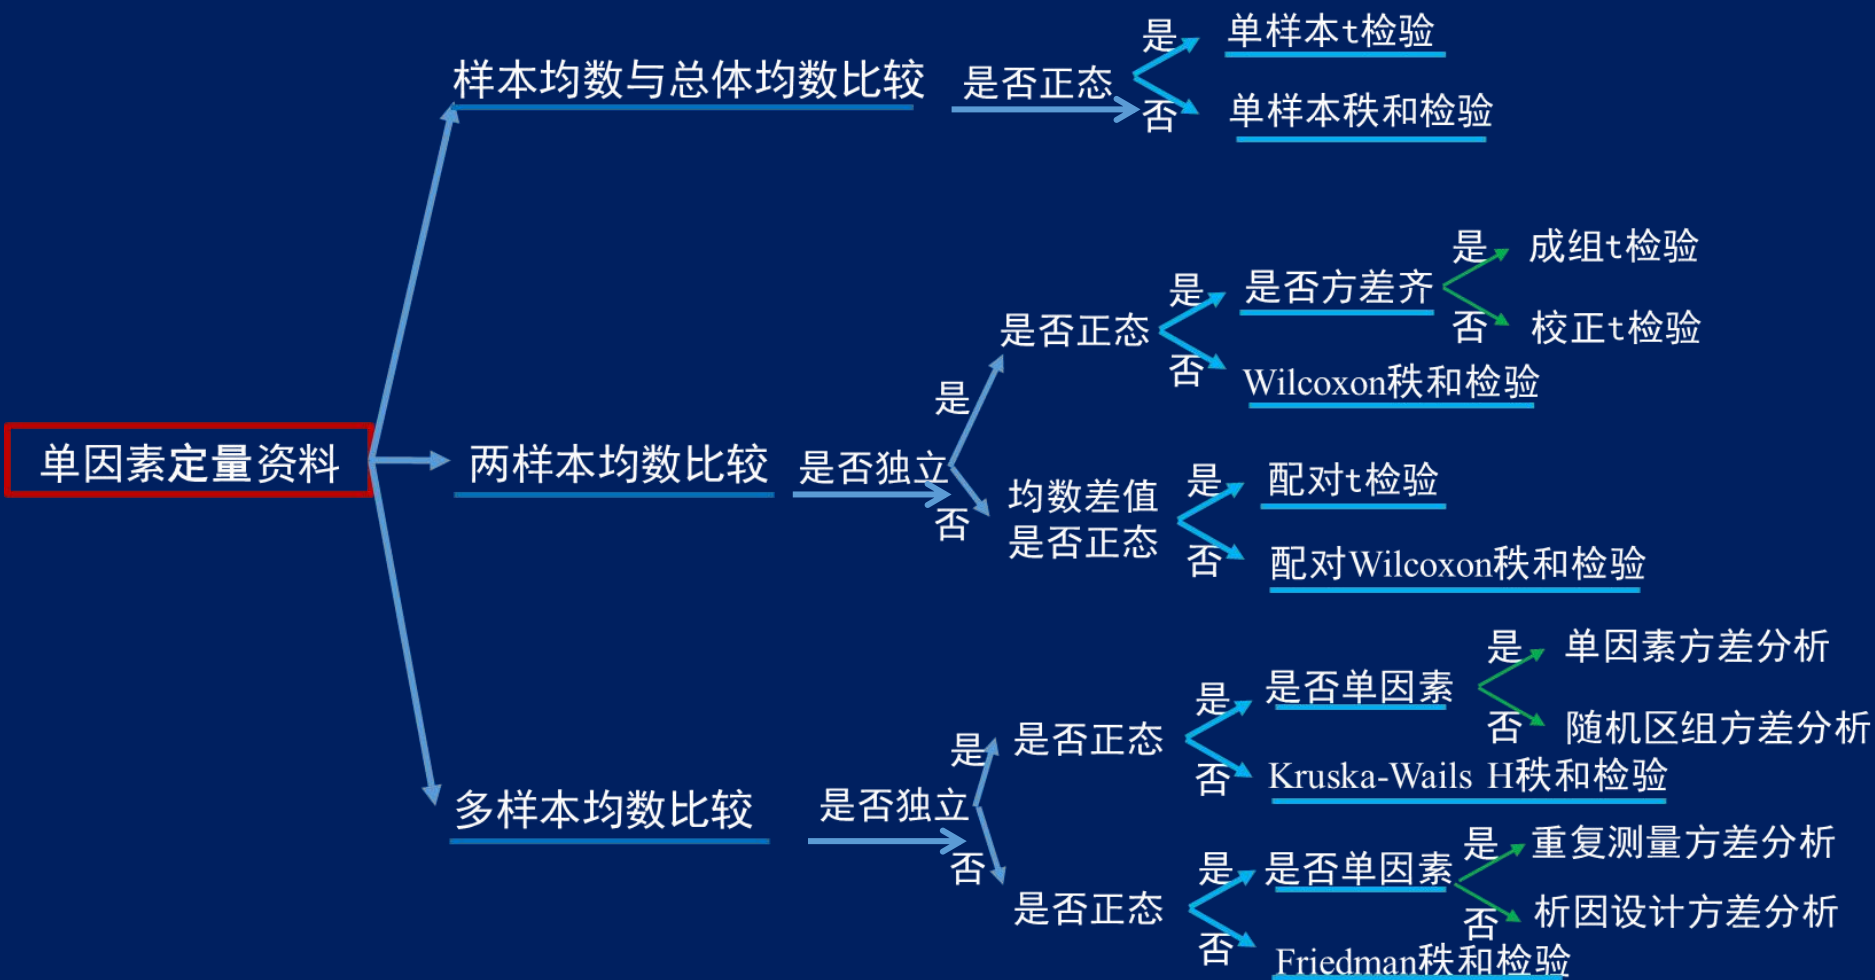 是
单样本t检验
样本均数与总体均数比较
是否正态
否
单样本秩和检验
是
成组t检验
是
是否方差齐
否
校正t检验
是否正态
否
Wilcoxon秩和检验
是
单因素定量资料
两样本均数比较
是否独立
否
均数差值
是否正态
是
配对t检验
否
配对Wilcoxon秩和检验
是
单因素方差分析
是
是否单因素
否
随机区组方差分析
是
是否正态
否
Kruska-Wails H秩和检验
多样本均数比较
是否独立
否
是
重复测量方差分析
是
是否单因素
否
析因设计方差分析
是否正态
否
Friedman秩和检验